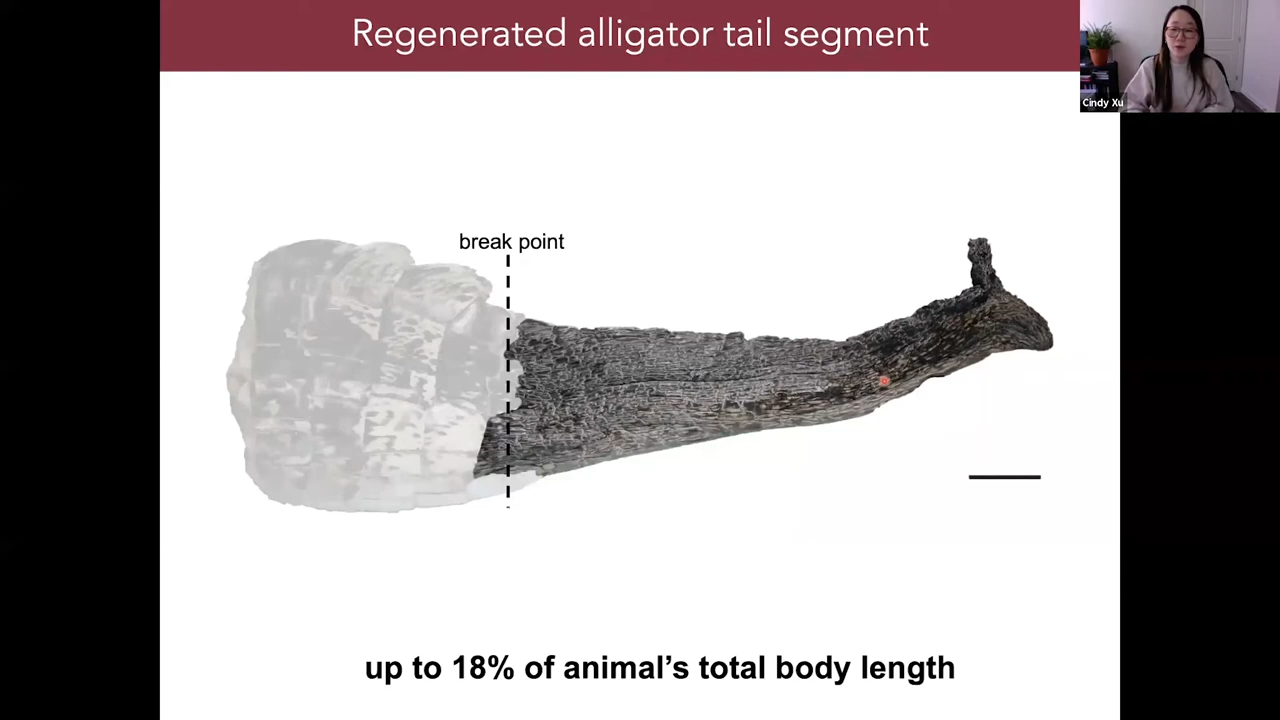 Regenerated alligator tail segment
Cindy Xu
break point
up to 18% of animal’s total body length